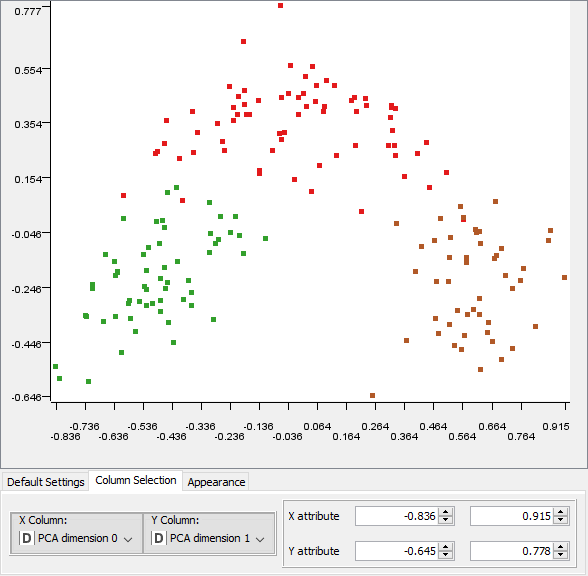 0.777
0.554
0.354
0.154
-0.046
-0.246
-0.446
-0.646
-0.736 -0.536 -0.336 -0.136 0.064 0.264 0.464 0.664 0.915
-0.836 -0.636 -0.436 -0.236 -0.036 0.164 0.364 0.564 0.764
Default Settings Column Selection Appearance
X Column: Y Column:
D PCA dimension 0 D PCA dimension 1
X attribute -0.836 0.915
Y attribute -0.645 0.778